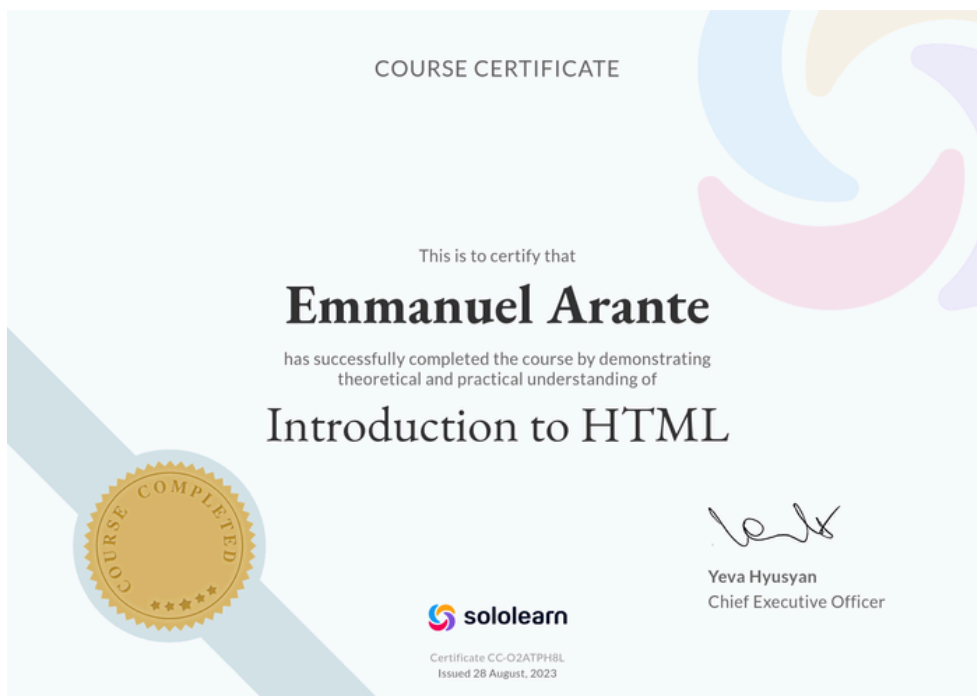 COURSE CERTIFICATE
This is to certify that
Emmanuel Arante
has successfully completed the course by demonstrating
theoretical and practical understanding of
Introduction to HTML
COURSE COMPLETED
Yeva Hyusyan
Chief Executive Officer
sololearn
Certificate CC-O2ATPH8L
Issued 28 August, 2023